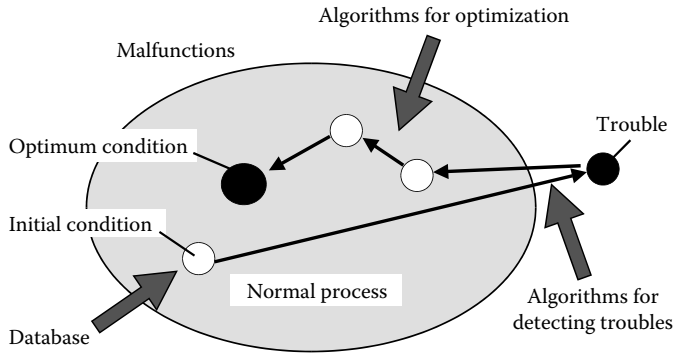 Algorithms for optimization
Malfunctions
Trouble
Optimum condition
Initial condition
Normal process
Algorithms for
detecting troubles
Database